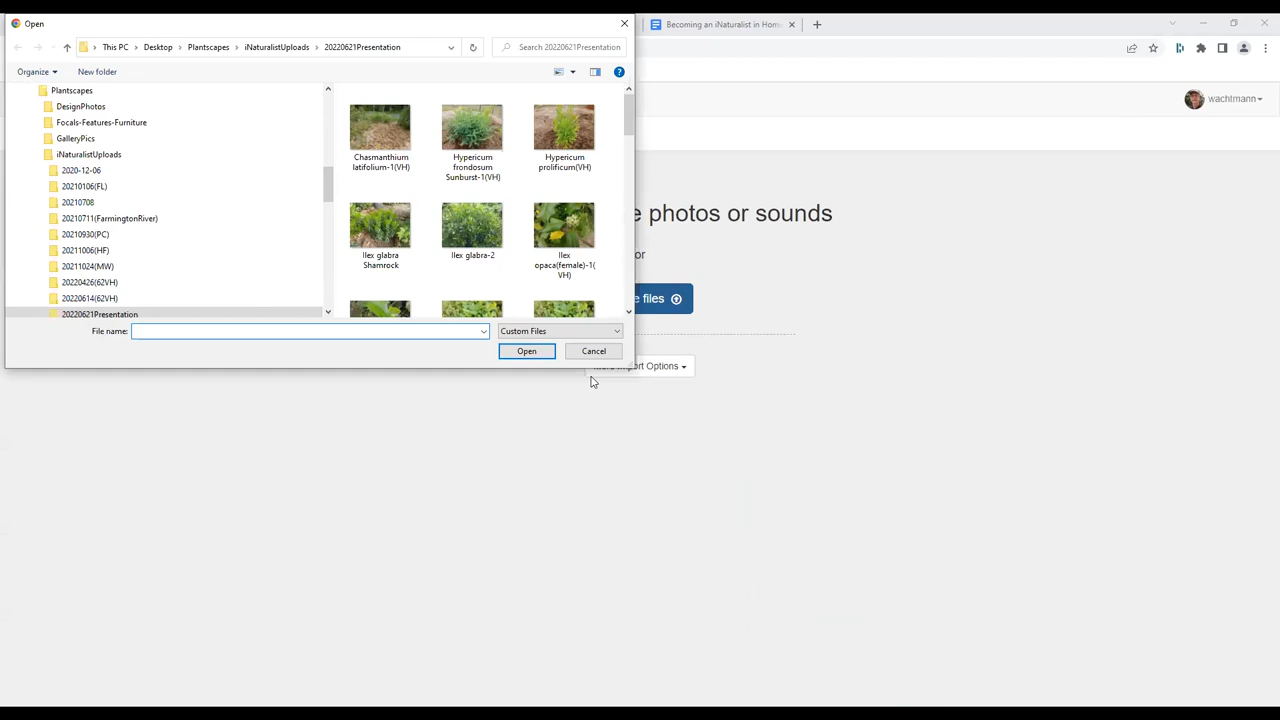 Open
Becoming an iNaturalist in Hom
This PC
Desktop
Plantscapes
iNaturalistUploads
20220621Presentation
Search 20220621Presentation
Organize
New folder
wachtmann
Plantscapes
DesignPhotos
Focals-Features-Furniture
GalleryPics
iNaturalistUploads
2020-12-06
20210106(FL)
20210708
20210711(FarmingtonRiver)
20210930(PC)
20211006(HF)
20211024(MW)
20220426(62VH)
20220614(62VH)
20220621Presentation
Chasmanthium
latifolium-1(VH)
Hypericum
frondosum
Sunburst-1(VH)
Hypericum
prolificum(VH)
Ilex glabra
Shamrock
Ilex glabra-2
Ilex
opaca(female)-1(
VH)
e photos or sounds
or
e files
File name:
Custom Files
Open
Cancel
More Import Options